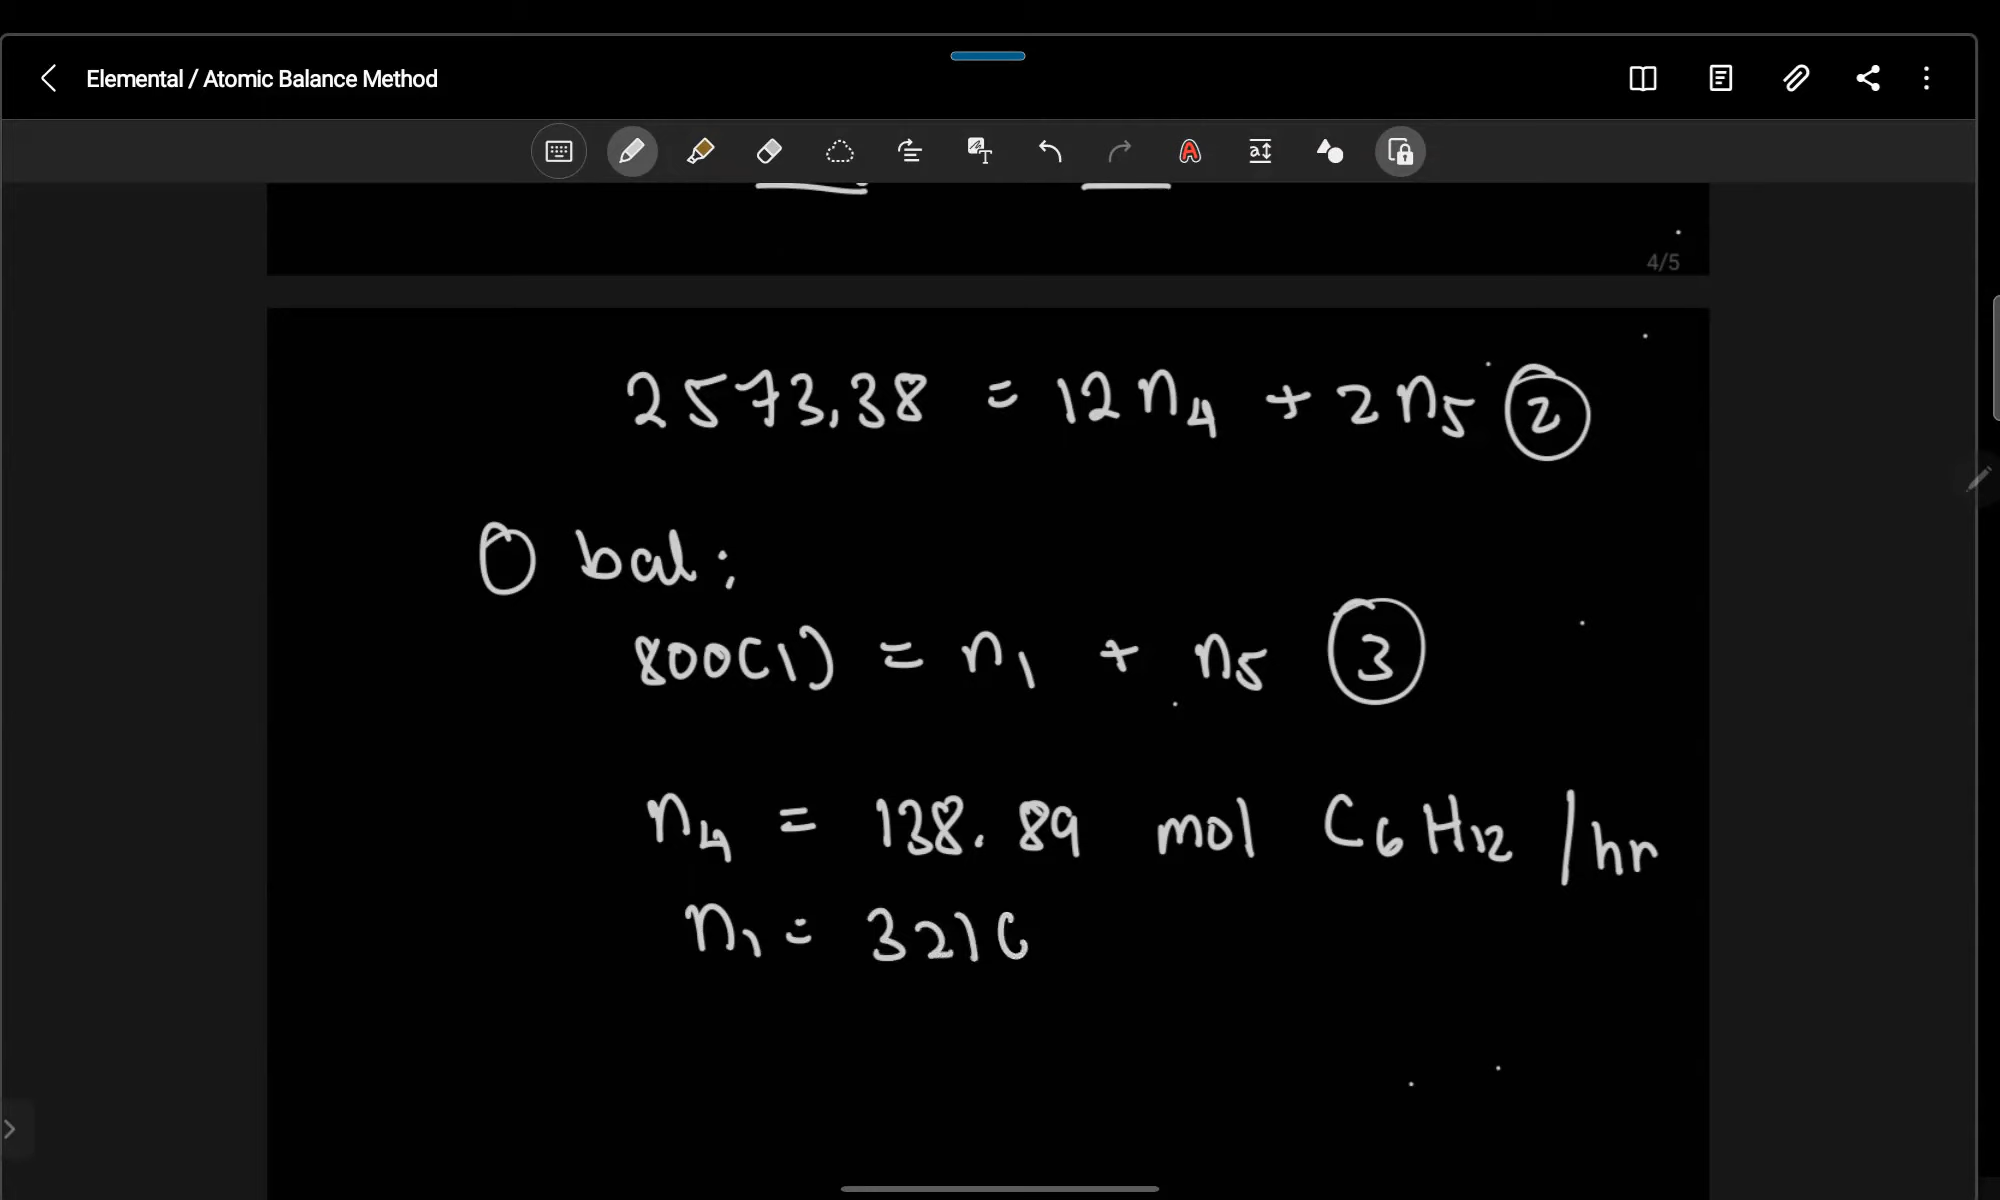 Elemental / Atomic Balance Method
4/5
2573.38 = 12n₄ + 2n₅ ②
O bal:
800(1) = n₁ + n₅ ③
n₄ = 138.89 mol C₆H₁₂ /hr
n₁ = 321